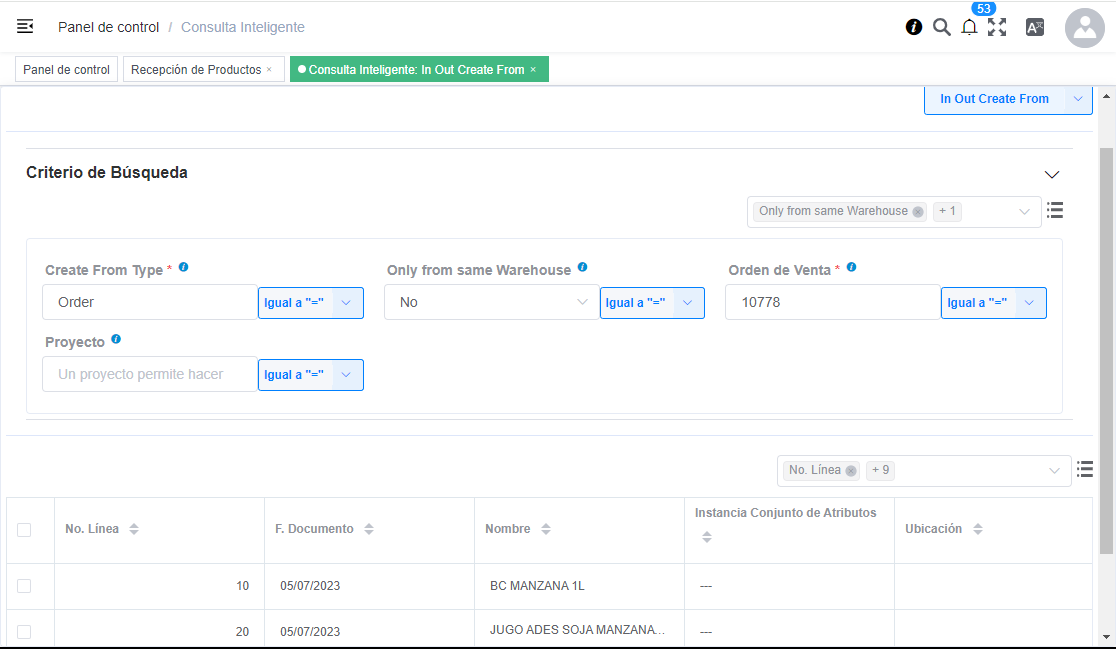 53
Panel de control / Consulta Inteligente
Panel de control
Recepción de Productos ×
Consulta Inteligente: In Out Create From ×
In Out Create From
Criterio de Búsqueda
Only from same Warehouse
+ 1
Create From Type *
Only from same Warehouse
Orden de Venta *
Order
Igual a "="
No
Igual a "="
10778
Igual a "="
Proyecto
Un proyecto permite hacer
Igual a "="
No. Línea
+ 9
No. Línea
F. Documento
Nombre
Instancia Conjunto de Atributos
Ubicación
10
05/07/2023
BC MANZANA 1L
---
20
05/07/2023
JUGO ADES SOJA MANZANA...
---